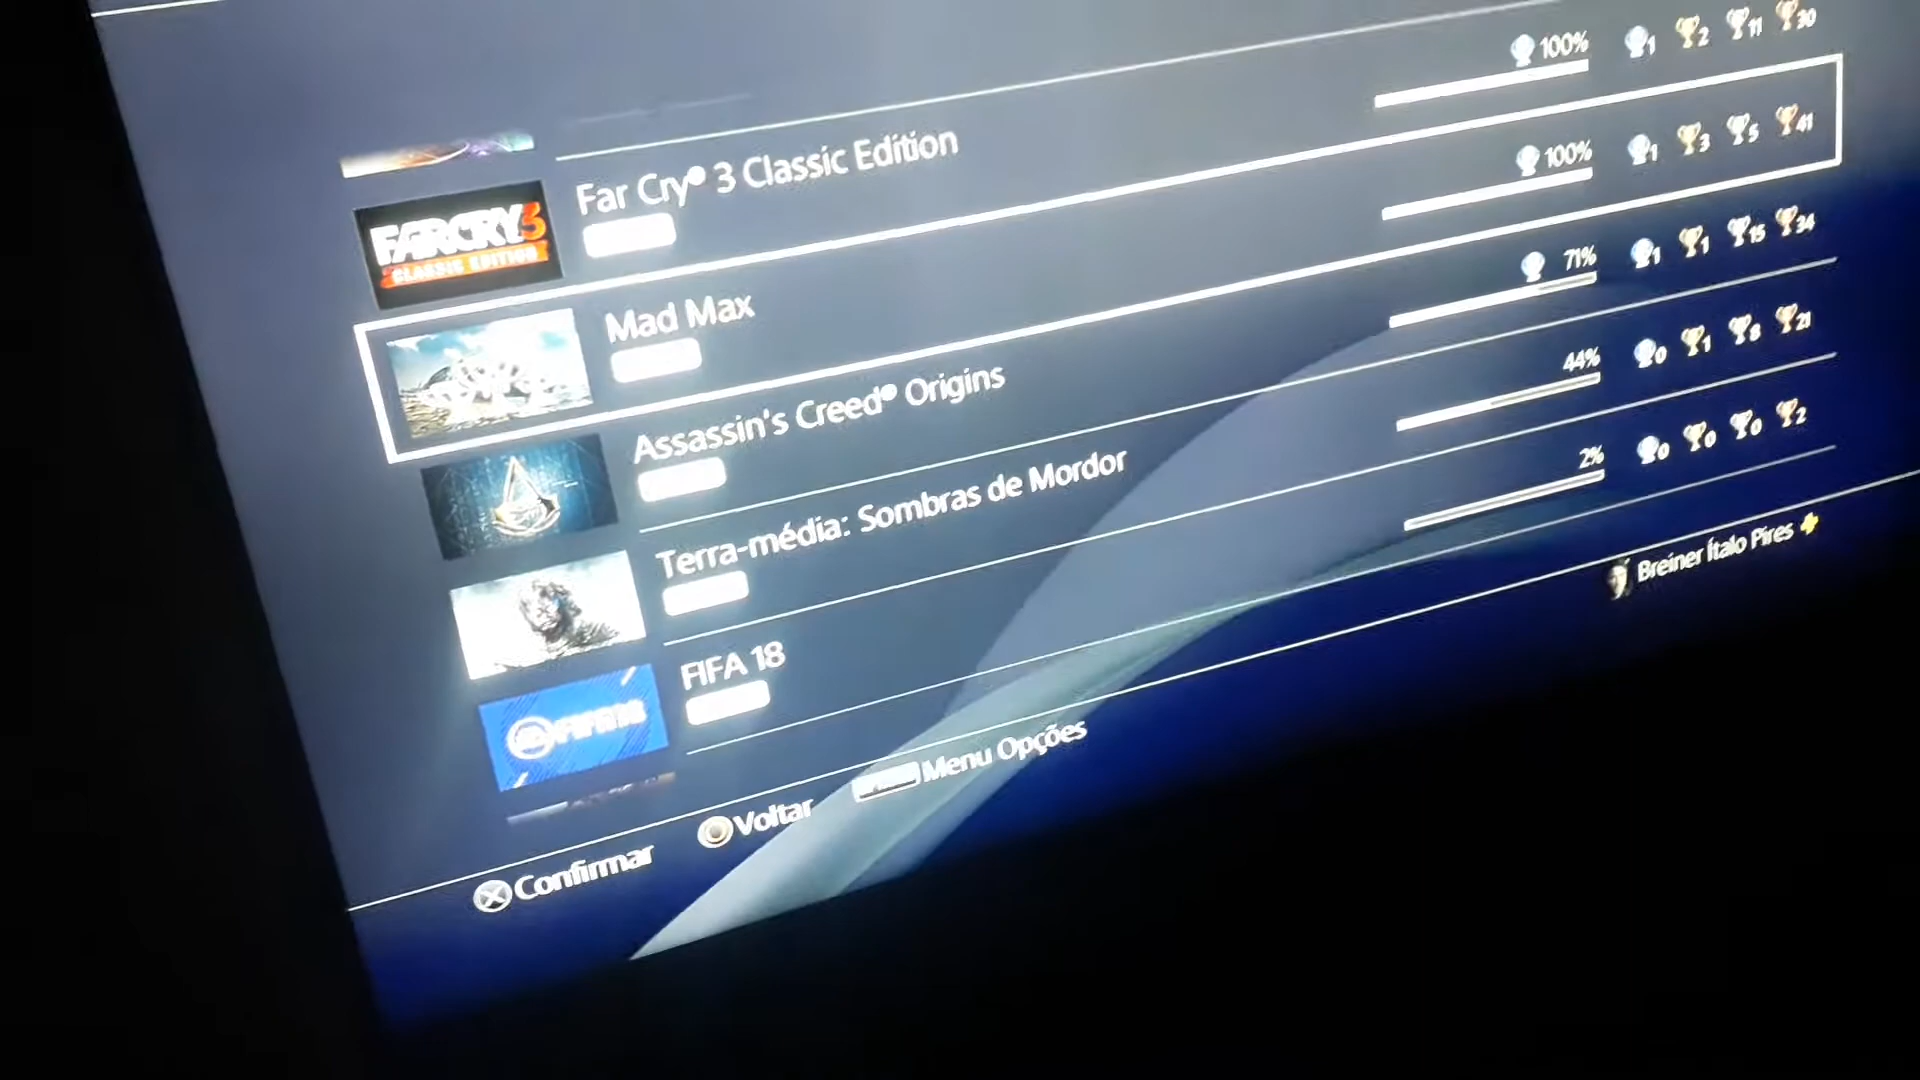 100% 1 2 11 30
FARCRY3
CLASSIC EDITION
Far Cry® 3 Classic Edition
100% 1 3 5 41
Mad Max
71% 1 1 15 34
Assassin's Creed® Origins
44% 0 1 8 21
Terra-média: Sombras de Mordor
2% 0 0 0 2
FIFA 18
FIFA 18
Breiner Ítalo Pires
Confirmar
Voltar
Menu Opções